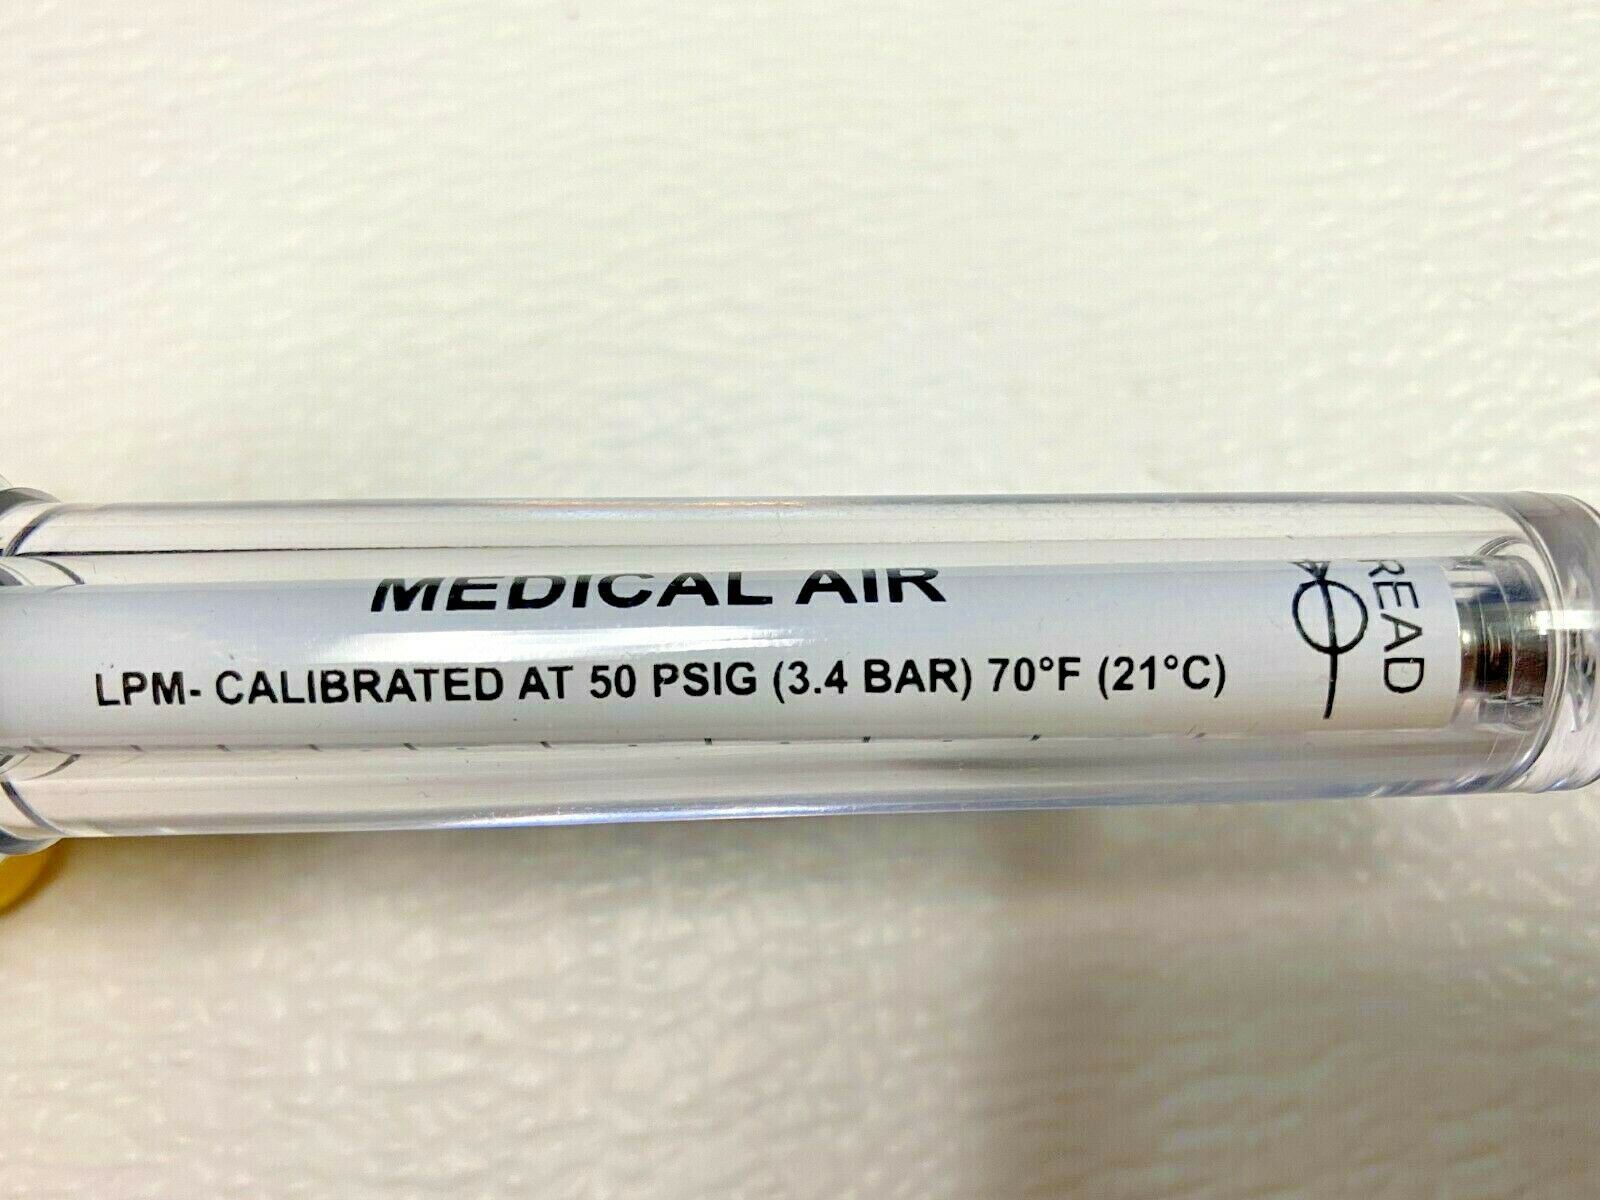 MEDICAL AIR
LPM- CALIBRATED AT 50 PSIG (3.4 BAR) 70°F (21°C)
READ